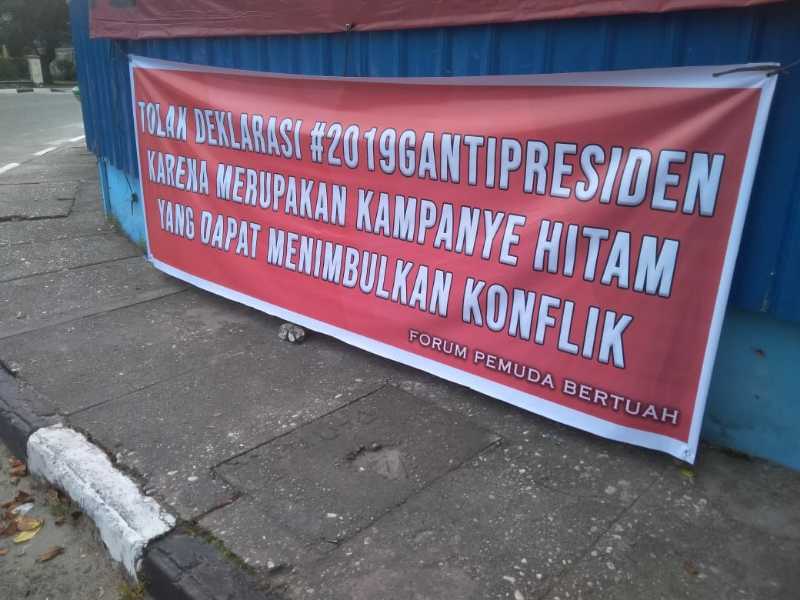 TOLAK DEKLARASI #2019GANTIPRESIDEN
KARENA MERUPAKAN KAMPANYE HITAM
YANG DAPAT MENIMBULKAN KONFLIK
FORUM PEMUDA BERTUAH